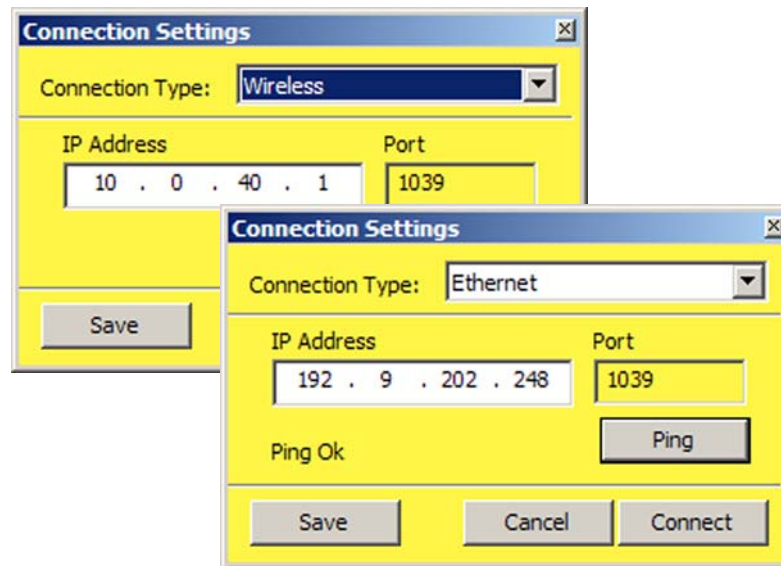 Connection Settings
Connection Type: Wireless
IP Address Port
10 . 0 . 40 . 1 1039
Save
Connection Settings
Connection Type: Ethernet
IP Address Port
192 . 9 . 202 . 248 1039
Ping Ok Ping
Save Cancel Connect